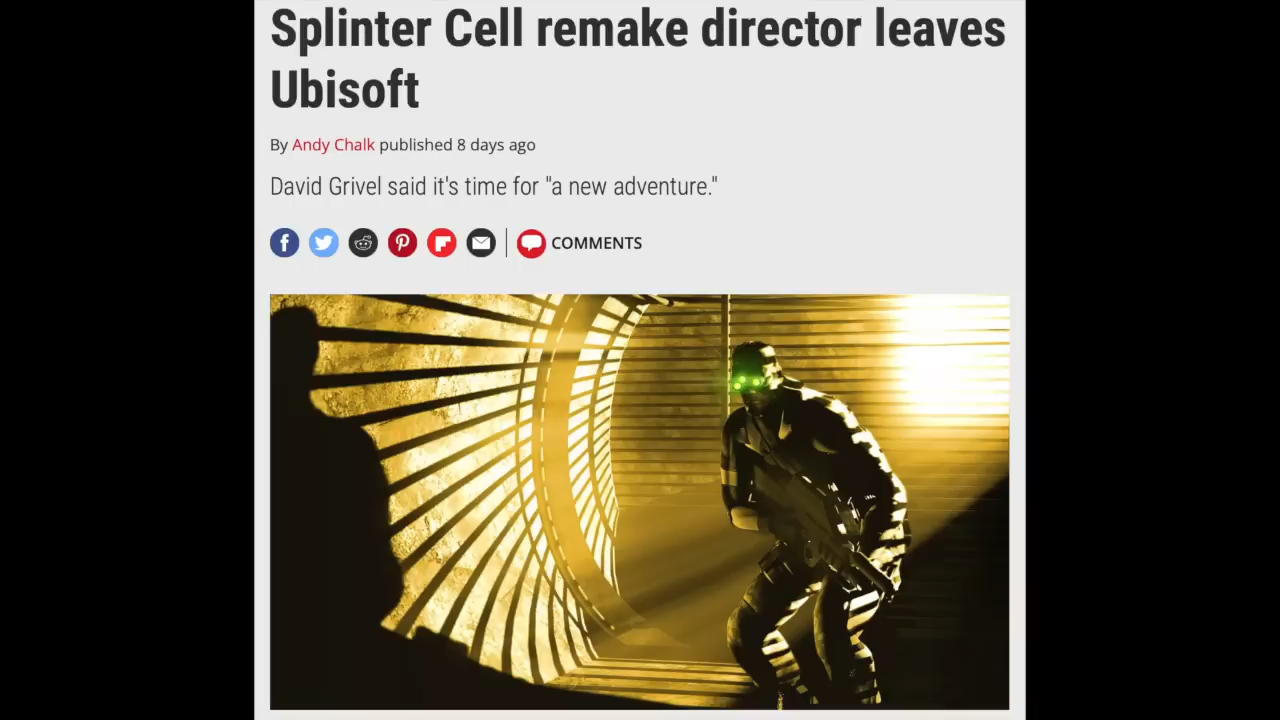 Splinter Cell remake director leaves
Ubisoft
By Andy Chalk published 8 days ago
David Grivel said it's time for "a new adventure."
COMMENTS